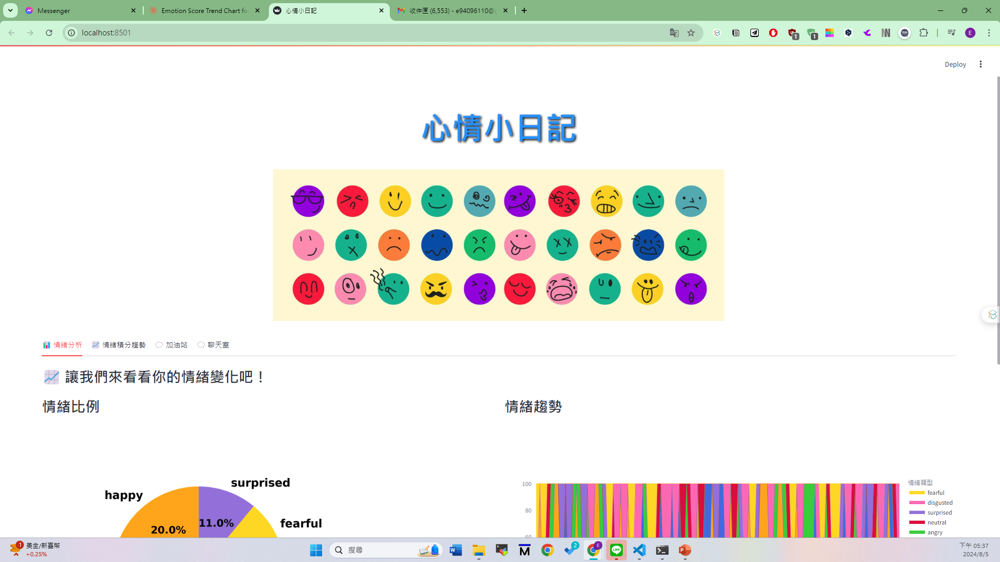 Messenger
Emotion Score Trend Chart fo
心情小日記
收件匣 (6,553) - e94096110@
localhost:8501
1
1
E
Deploy
心情小日記
情緒分析
情緒積分趨勢
加油站
聊天室
讓我們來看看你的情緒變化吧！
情緒比例
情緒趨勢
happy
surprised
fearful
20.0%
11.0%
100
80
60
情緒類型
fearful
disgusted
surprised
neutral
angry
1
美金/新臺幣
+0.25%
搜尋
2
E
LINE
下午 05:37
2024/8/5